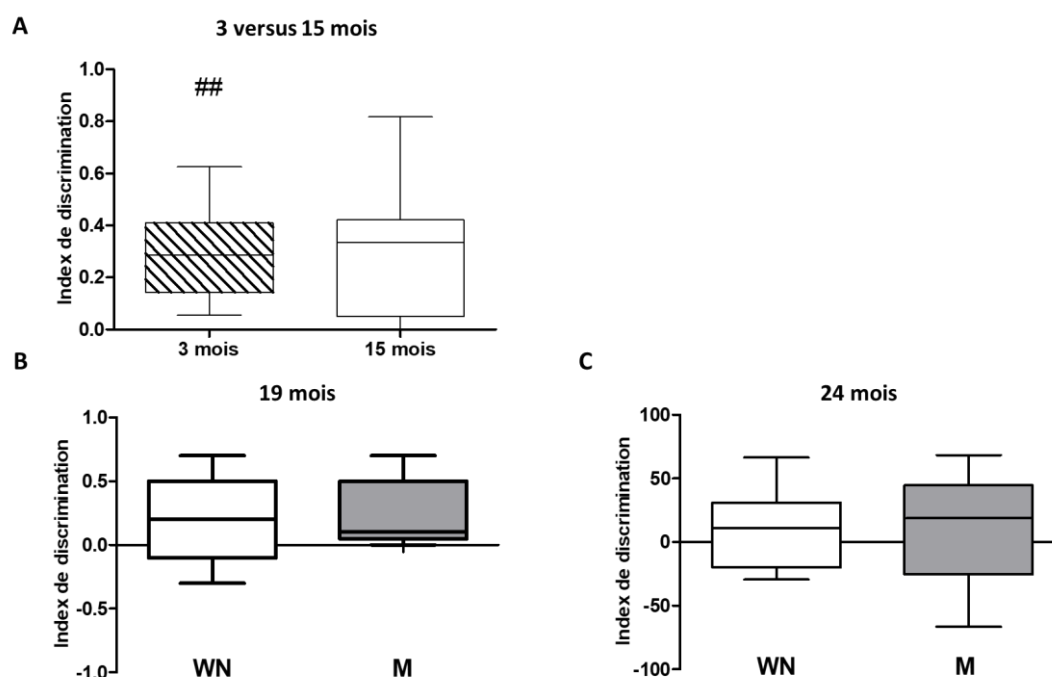 A
3 versus 15 mois
Index de discrimination
1.0
0.8
0.6
0.4
0.2
0.0
##
3 mois
15 mois
B
19 mois
Index de discrimination
1.0
0.5
0.0
-0.5
-1.0
WN
M
C
24 mois
Index de discrimination
100
50
0
-50
-100
WN
M